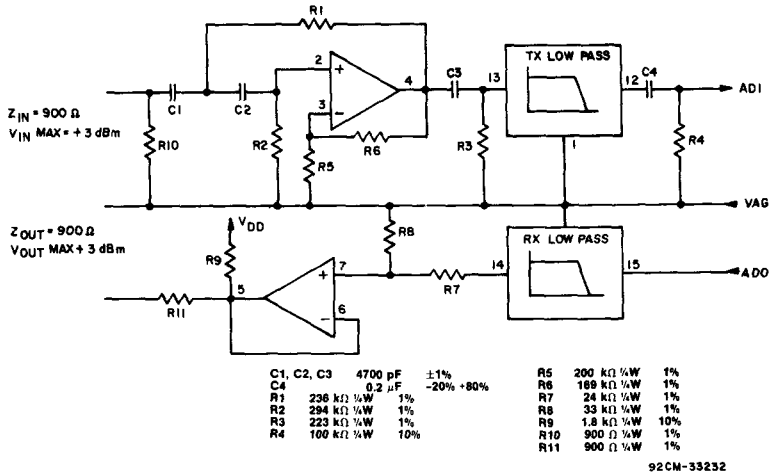 R1
TX LOW PASS
2
4
C3
13
12
C4
ADI
C1
C2
3
ZIN = 900 Ω
VIN MAX = +3 dBm
R10
R2
R6
R5
R3
1
R4
VAG
ZOUT = 900 Ω
VOUT MAX + 3 dBm
VDD
R8
RX LOW PASS
R9
7
14
15
ADO
5
R7
6
R11
C1, C2, C3 4700 pF ±1%
C4 0.2 µF -20% +80%
R1 236 kΩ ¼W 1%
R2 294 kΩ ¼W 1%
R3 223 kΩ ¼W 1%
R4 100 kΩ ¼W 10%
R5 200 kΩ ¼W 1%
R6 169 kΩ ¼W 1%
R7 24 kΩ ¼W 1%
R8 33 kΩ ¼W 1%
R9 1.8 kΩ ¼W 10%
R10 900 Ω ¼W 1%
R11 900 Ω ¼W 1%
92CM-33232